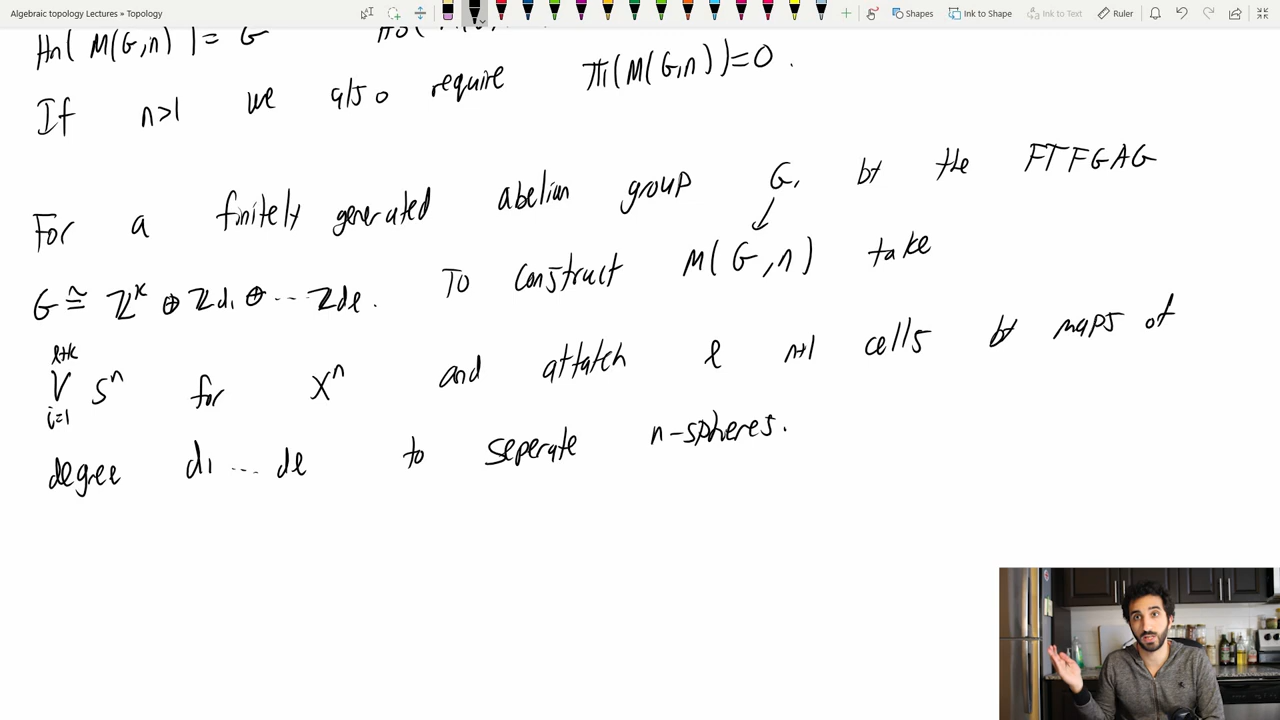 Algebraic topology Lectures » Topology
Shapes Ink to Shape Ink to Text Ruler
Hn( M(G,n) ) = G
If n>1 we also require π1(M(G,n))=0.
For a finitely generated abelian group G, by the FTFGAG
G ≅ ℤ^k ⊕ ℤd1 ⊕ ... ℤdℓ. To construct M(G,n) take
ℓ+k
V S^n for X^n and attatch ℓ n+1 cells by maps of
i=1
degree d1 ... dℓ to seperate n-spheres.